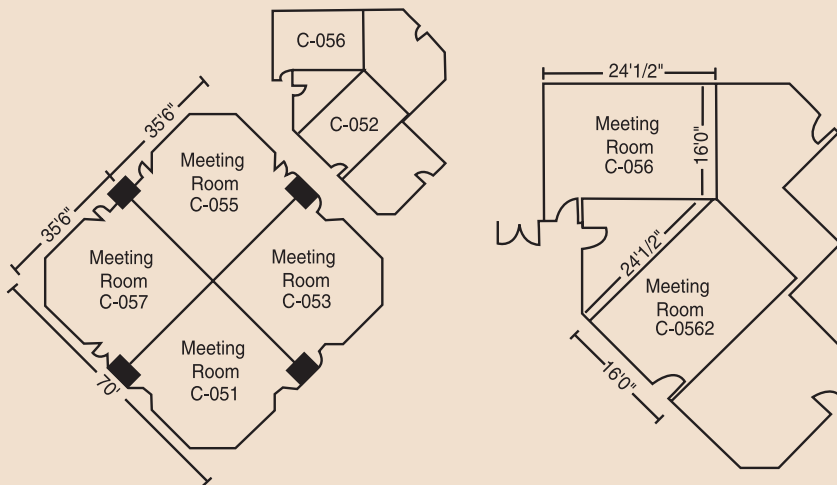 C-056
C-052
35'6"
35'6"
70'
Meeting
Room
C-055
Meeting
Room
C-057
Meeting
Room
C-053
Meeting
Room
C-051
24'1/2"
Meeting
Room
C-056
16'0"
24'1/2"
Meeting
Room
C-0562
16'0"